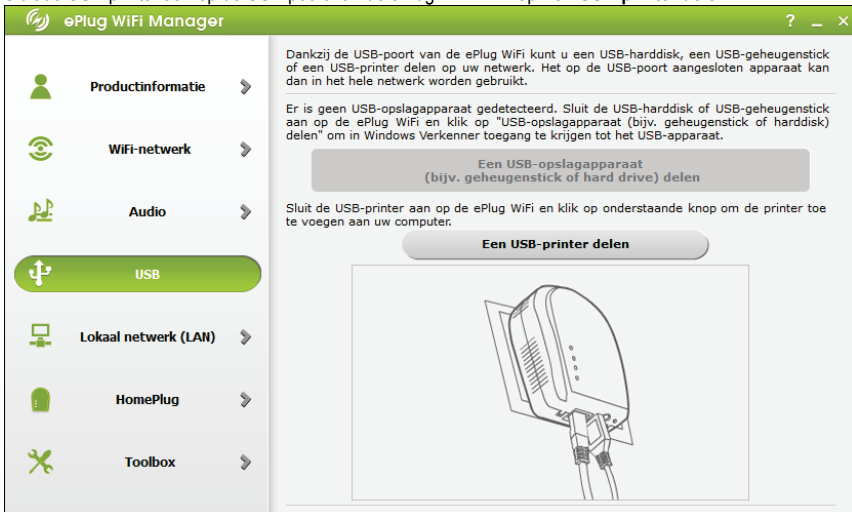 ePlug WiFi Manager
?
Productinformatie
WiFi-netwerk
Audio
USB
Lokaal netwerk (LAN)
HomePlug
Toolbox
Dankzij de USB-poort van de ePlug WiFi kunt u een USB-harddisk, een USB-geheugenstick
of een USB-printer delen op uw netwerk. Het op de USB-poort aangesloten apparaat kan
dan in het hele netwerk worden gebruikt.
Er is geen USB-opslagapparaat gedetecteerd. Sluit de USB-harddisk of USB-geheugenstick
aan op de ePlug WiFi en klik op "USB-opslagapparaat (bijv. geheugenstick of harddisk)
delen" om in Windows Verkenner toegang te krijgen tot het USB-apparaat.
Een USB-opslagapparaat
(bijv. geheugenstick of hard drive) delen
Sluit de USB-printer aan op de ePlug WiFi en klik op onderstaande knop om de printer toe
te voegen aan uw computer.
Een USB-printer delen